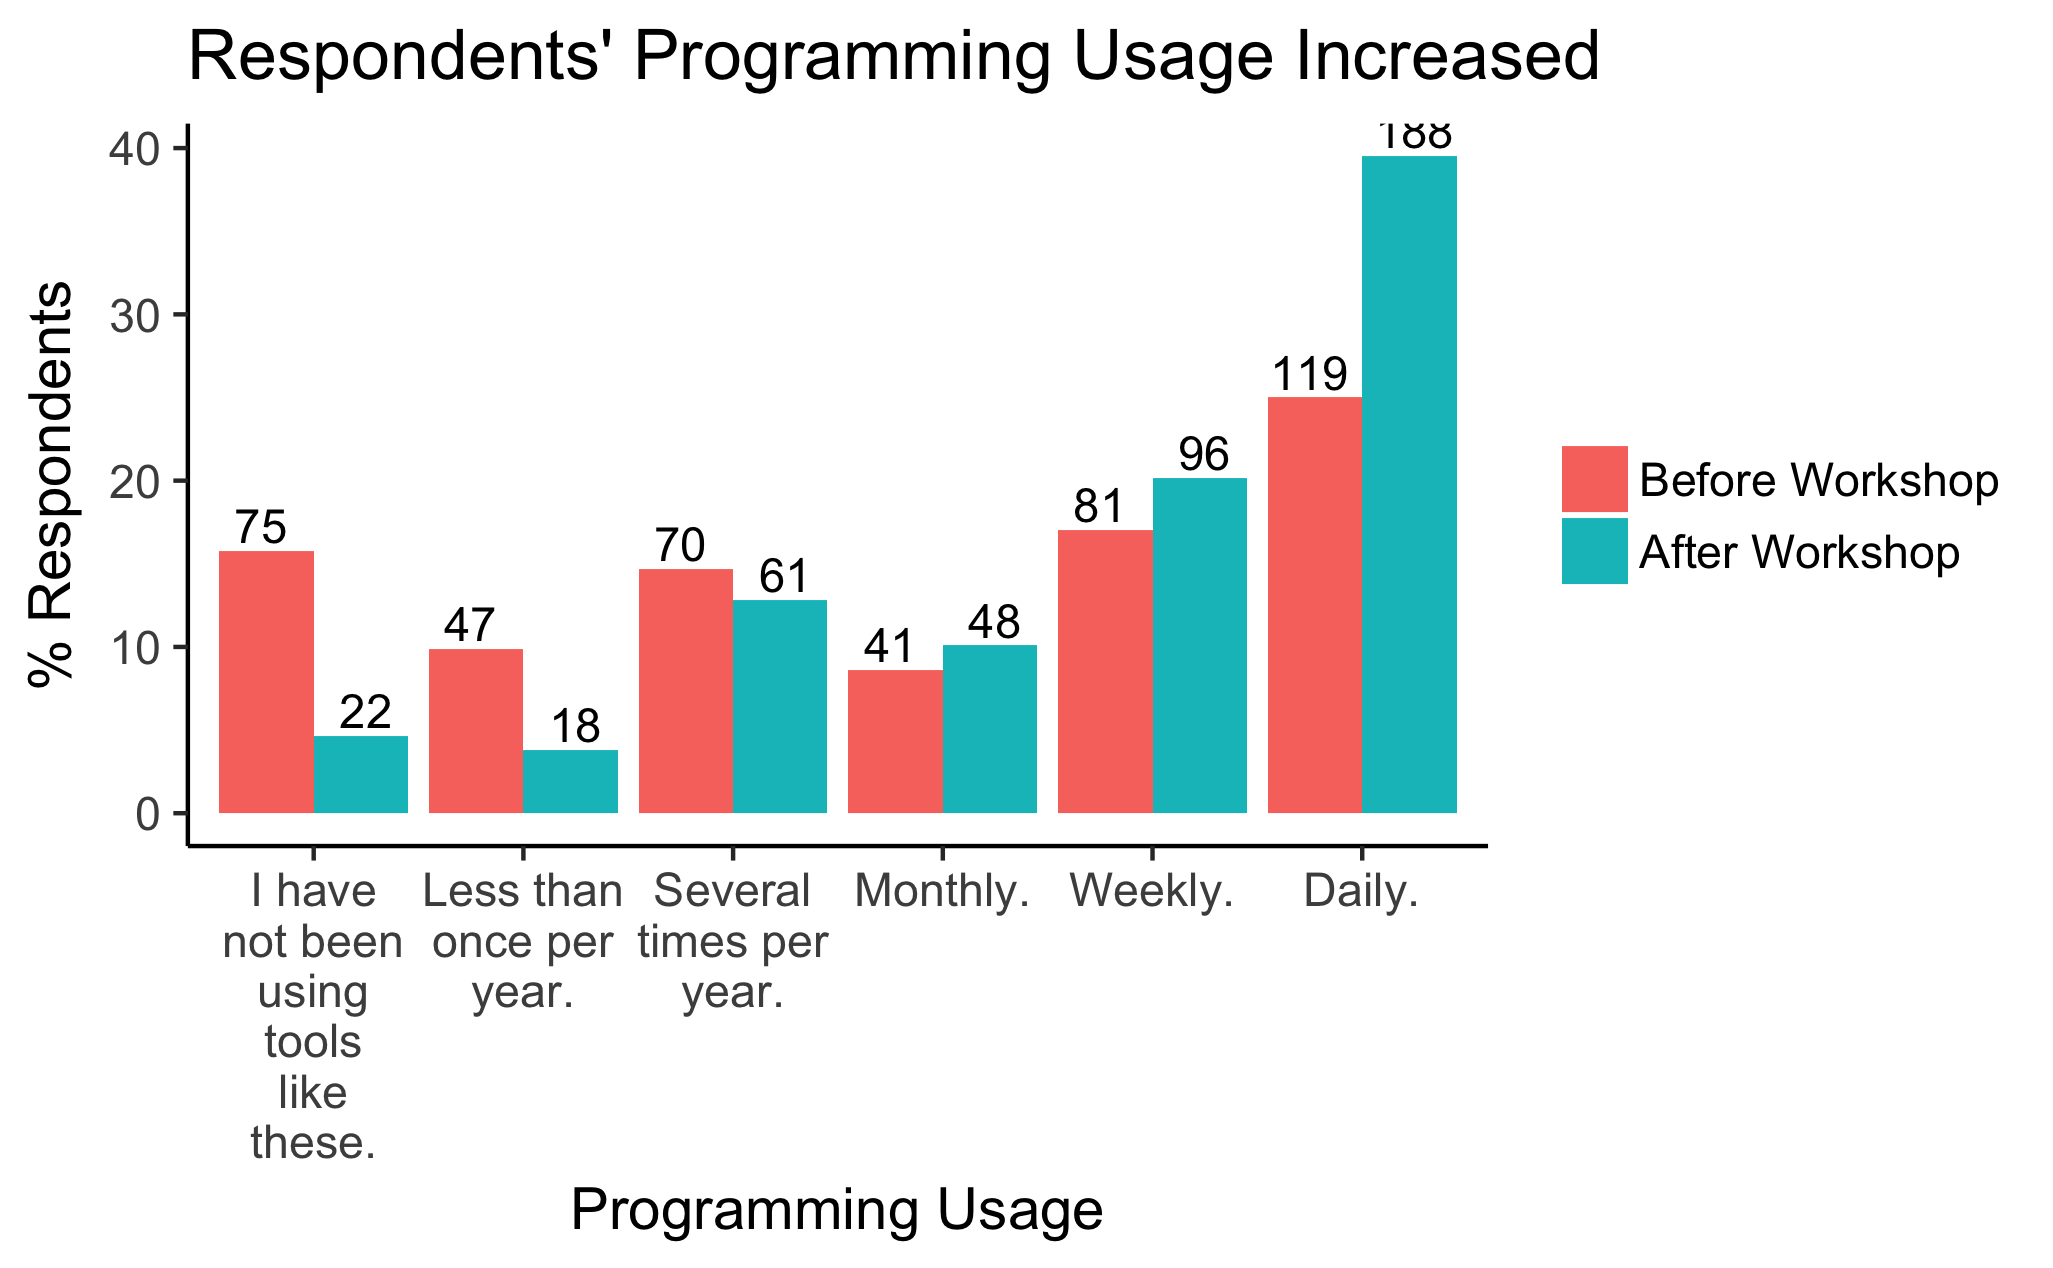 Respondents' Programming Usage Increased
% Respondents
40
30
20
10
0
75
22
47
18
70
61
41
48
81
96
119
188
Before Workshop
After Workshop
I have
not been
using
tools
like
these.
Less than
once per
year.
Several
times per
year.
Monthly.
Weekly.
Daily.
Programming Usage